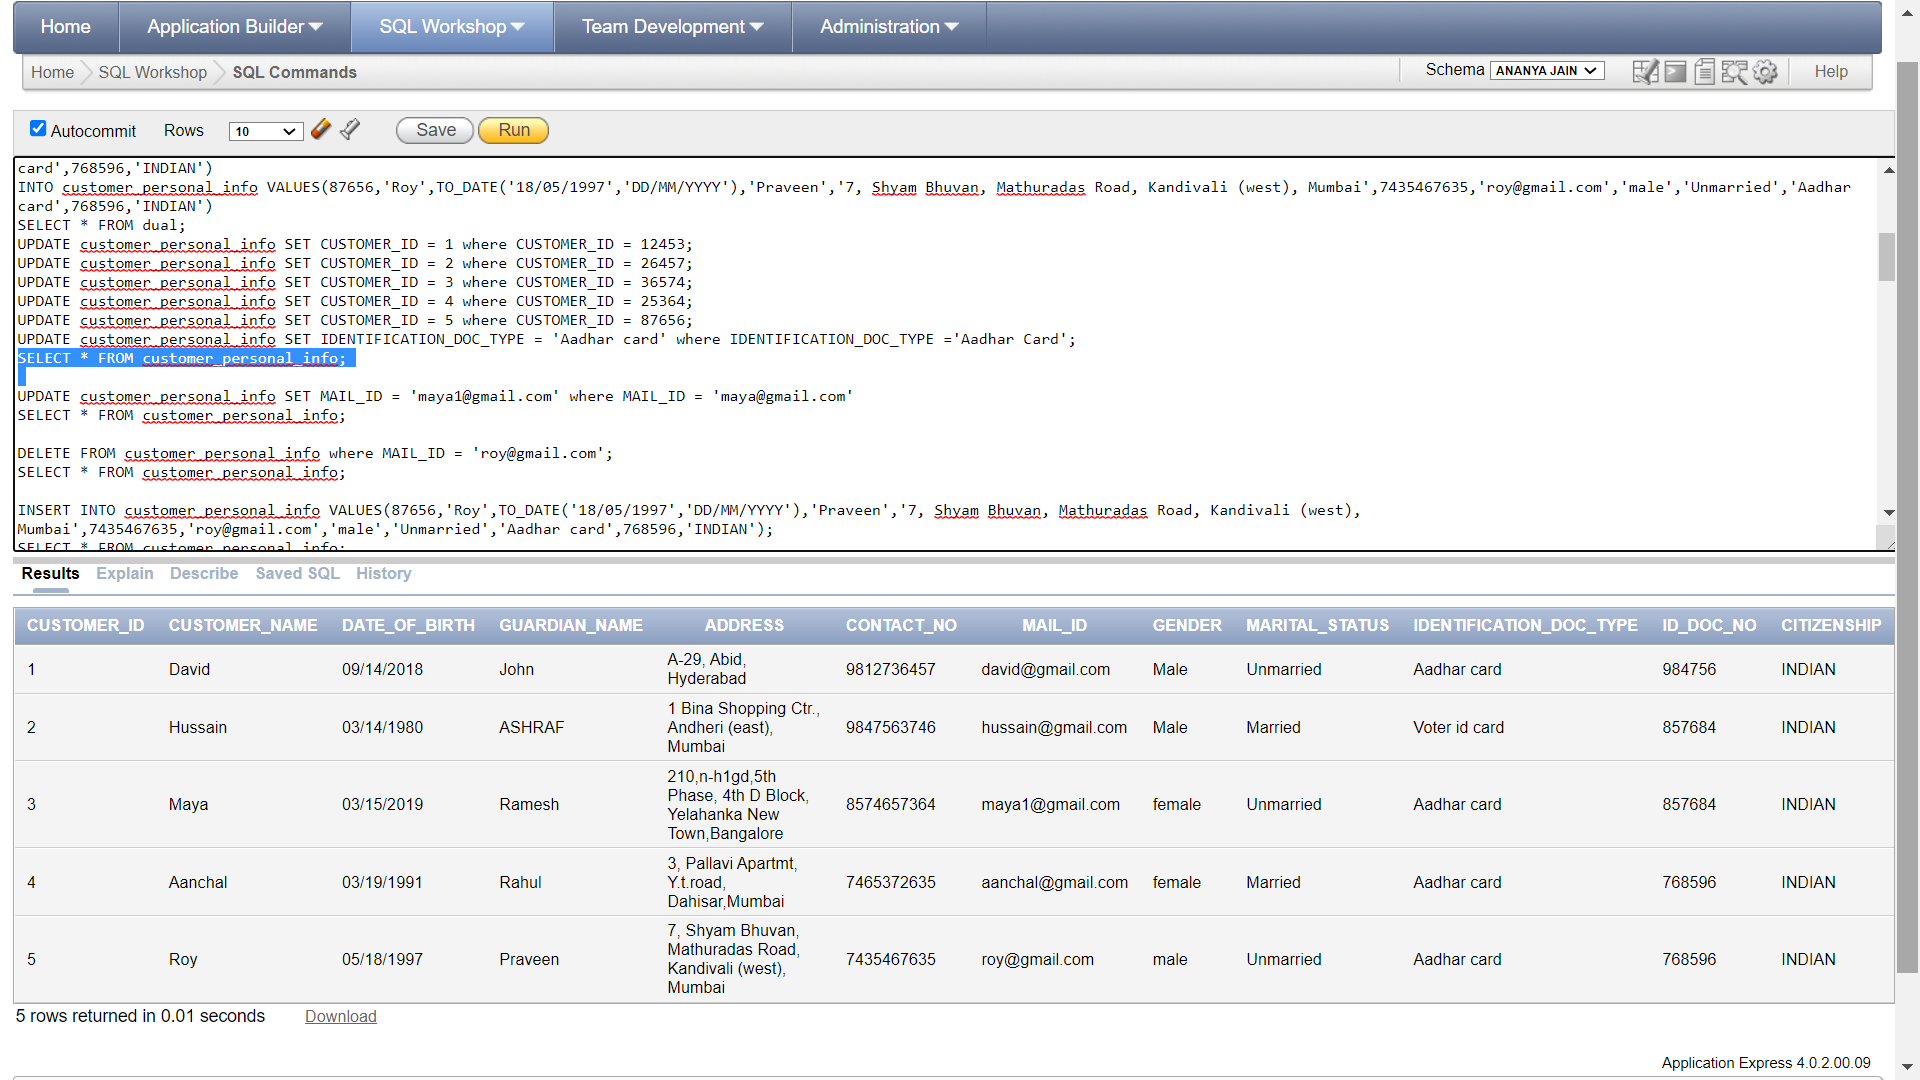 Home Application Builder SQL Workshop Team Development Administration
Home SQL Workshop SQL Commands Schema ANANYA JAIN Help
Autocommit Rows 10 Save Run
card',768596,'INDIAN')
INTO customer_personal_info VALUES(87656,'Roy',TO_DATE('18/05/1997','DD/MM/YYYY'),'Praveen','7, Shyam Bhuvan, Mathuradas Road, Kandivali (west), Mumbai',7435467635,'roy@gmail.com','male','Unmarried','Aadhar
card',768596,'INDIAN')
SELECT * FROM dual;
UPDATE customer_personal_info SET CUSTOMER_ID = 1 where CUSTOMER_ID = 12453;
UPDATE customer_personal_info SET CUSTOMER_ID = 2 where CUSTOMER_ID = 26457;
UPDATE customer_personal_info SET CUSTOMER_ID = 3 where CUSTOMER_ID = 36574;
UPDATE customer_personal_info SET CUSTOMER_ID = 4 where CUSTOMER_ID = 25364;
UPDATE customer_personal_info SET CUSTOMER_ID = 5 where CUSTOMER_ID = 87656;
UPDATE customer_personal_info SET IDENTIFICATION_DOC_TYPE = 'Aadhar card' where IDENTIFICATION_DOC_TYPE ='Aadhar Card';
SELECT * FROM customer_personal_info;
UPDATE customer_personal_info SET MAIL_ID = 'maya1@gmail.com' where MAIL_ID = 'maya@gmail.com'
SELECT * FROM customer_personal_info;
DELETE FROM customer_personal_info where MAIL_ID = 'roy@gmail.com';
SELECT * FROM customer_personal_info;
INSERT INTO customer_personal_info VALUES(87656,'Roy',TO_DATE('18/05/1997','DD/MM/YYYY'),'Praveen','7, Shyam Bhuvan, Mathuradas Road, Kandivali (west),
Mumbai',7435467635,'roy@gmail.com','male','Unmarried','Aadhar card',768596,'INDIAN');
SELECT * FROM customer_personal_info;
Results Explain Describe Saved SQL History
CUSTOMER_ID CUSTOMER_NAME DATE_OF_BIRTH GUARDIAN_NAME ADDRESS CONTACT_NO MAIL_ID GENDER MARITAL_STATUS IDENTIFICATION_DOC_TYPE ID_DOC_NO CITIZENSHIP
1 David 09/14/2018 John A-29, Abid, 9812736457 david@gmail.com Male Unmarried Aadhar card 984756 INDIAN
Hyderabad
1 Bina Shopping Ctr.,
2 Hussain 03/14/1980 ASHRAF Andheri (east), 9847563746 hussain@gmail.com Male Married Voter id card 857684 INDIAN
Mumbai
210,n-h1gd,5th
Phase, 4th D Block,
3 Maya 03/15/2019 Ramesh Yelahanka New 8574657364 maya1@gmail.com female Unmarried Aadhar card 857684 INDIAN
Town,Bangalore
3, Pallavi Apartmt,
4 Aanchal 03/19/1991 Rahul Y.t.road, 7465372635 aanchal@gmail.com female Married Aadhar card 768596 INDIAN
Dahisar,Mumbai
7, Shyam Bhuvan,
Mathuradas Road,
5 Roy 05/18/1997 Praveen Kandivali (west), 7435467635 roy@gmail.com male Unmarried Aadhar card 768596 INDIAN
Mumbai
5 rows returned in 0.01 seconds Download
Application Express 4.0.2.00.09